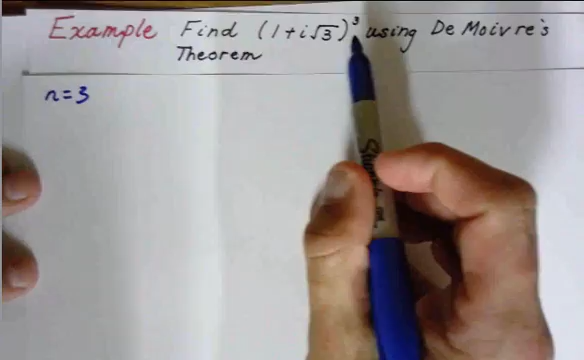 Example Find (1+i√3)³ using De Moivre's
Theorem
n=3